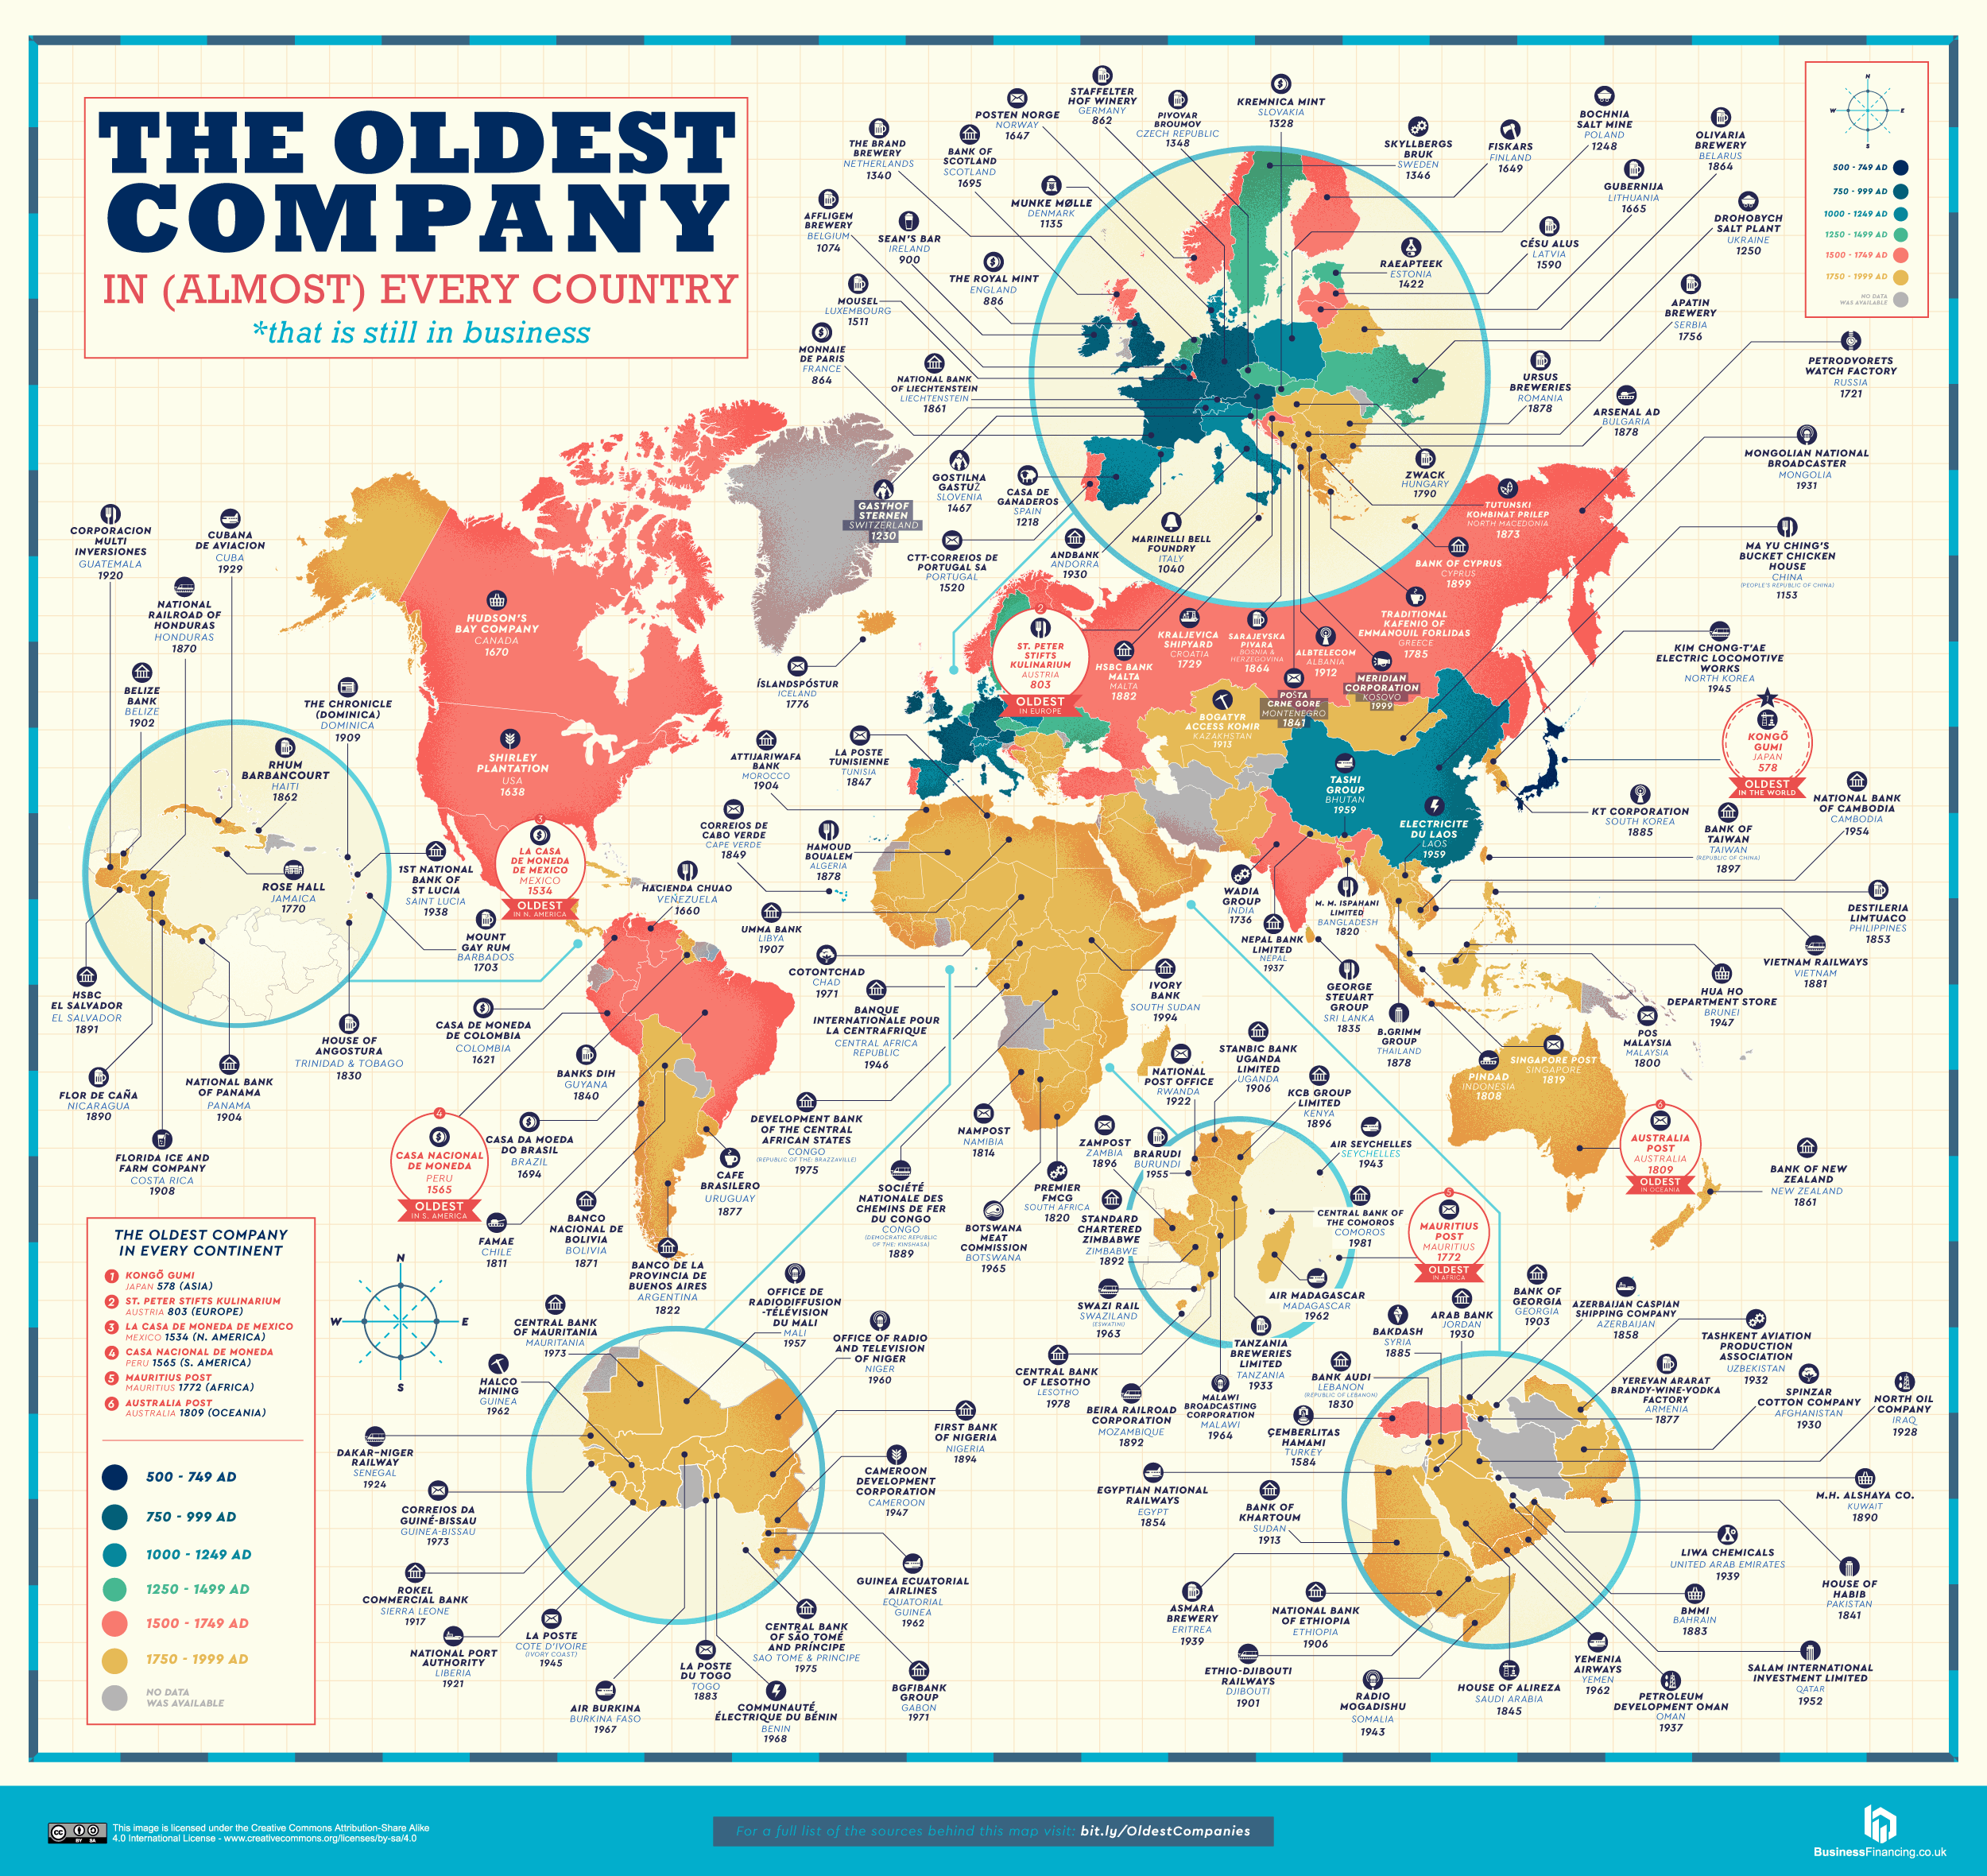 THE OLDEST
COMPANY
IN (ALMOST) EVERY COUNTRY
*that is still in business
N
W
E
S
500 - 749 AD
750 - 999 AD
1000 - 1249 AD
1250 - 1499 AD
1500 - 1749 AD
1750 - 1999 AD
NO DATA
WAS AVAILABLE
STAFFELTER
HOF WINERY
GERMANY
862
POSTEN NORGE
NORWAY
1647
PIVOVAR
BROUMOV
CZECH REPUBLIC
1348
KREMNICA MINT
SLOVAKIA
1328
THE BRAND
BREWERY
NETHERLANDS
1340
BANK OF
SCOTLAND
SCOTLAND
1695
SKYLLBERGS
BRUK
SWEDEN
1346
FISKARS
FINLAND
1649
BOCHNIA
SALT MINE
POLAND
1248
OLIVARIA
BREWERY
BELARUS
1864
GUBERNIJA
LITHUANIA
1665
MUNKE MØLLE
DENMARK
1135
AFFLIGEM
BREWERY
BELGIUM
1074
SEAN'S BAR
IRELAND
900
DROHOBYCH
SALT PLANT
UKRAINE
1250
CĒSU ALUS
LATVIA
1590
RAEAPTEEK
ESTONIA
1422
THE ROYAL MINT
ENGLAND
886
MOUSEL
LUXEMBOURG
1511
APATIN
BREWERY
SERBIA
1756
MONNAIE
DE PARIS
FRANCE
864
PETRODVORETS
WATCH FACTORY
RUSSIA
1721
NATIONAL BANK
OF LIECHTENSTEIN
LIECHTENSTEIN
1861
URSUS
BREWERIES
ROMANIA
1878
ARSENAL AD
BULGARIA
1878
MONGOLIAN NATIONAL
BROADCASTER
MONGOLIA
1931
GOSTILNA
GASTUŽ
SLOVENIA
1467
CASA DE
GANADEROS
SPAIN
1218
GASTHOF
STERNEN
SWITZERLAND
1230
ZWACK
HUNGARY
1790
TUTUNSKI
KOMBINAT PRILEP
NORTH MACEDONIA
1873
CTT-CORREIOS DE
PORTUGAL SA
PORTUGAL
1520
ANDBANK
ANDORRA
1930
MARINELLI BELL
FOUNDRY
ITALY
1040
BANK OF CYPRUS
CYPRUS
1899
MA YU CHING'S
BUCKET CHICKEN
HOUSE
CHINA
(PEOPLE'S REPUBLIC OF CHINA)
1153
CORPORACION
MULTI
INVERSIONES
GUATEMALA
1920
CUBANA
DE AVIACION
CUBA
1929
NATIONAL
RAILROAD OF
HONDURAS
HONDURAS
1870
HUDSON'S
BAY COMPANY
CANADA
1670
2
ST. PETER
STIFTS
KULINARIUM
AUSTRIA
803
OLDEST
IN EUROPE
HSBC BANK
MALTA
MALTA
1882
KRALJEVICA
SHIPYARD
CROATIA
1729
SARAJEVSKA
PIVARA
BOSNIA &
HERZEGOVINA
1864
ALBTELECOM
ALBANIA
1912
TRADITIONAL
KAFENIO OF
EMMANOUIL FORLIDAS
GREECE
1785
MERIDIAN
CORPORATION
KOSOVO
1999
POŠTA
CRNE GORE
MONTENEGRO
1841
KIM CHONG-T'AE
ELECTRIC LOCOMOTIVE
WORKS
NORTH KOREA
1945
BELIZE
BANK
BELIZE
1902
THE CHRONICLE
(DOMINICA)
DOMINICA
1909
ÍSLANDSPÓSTUR
ICELAND
1776
BOGATYR
ACCESS KOMIR
KAZAKHSTAN
1913
1
KONGŌ
GUMI
JAPAN
578
OLDEST
IN THE WORLD
RHUM
BARBANCOURT
HAITI
1862
SHIRLEY
PLANTATION
USA
1638
ATTIJARIWAFA
BANK
MOROCCO
1904
LA POSTE
TUNISIENNE
TUNISIA
1847
TASHI
GROUP
BHUTAN
1959
ELECTRICITE
DU LAOS
LAOS
1959
KT CORPORATION
SOUTH KOREA
1885
NATIONAL BANK
OF CAMBODIA
CAMBODIA
1954
BANK OF
TAIWAN
TAIWAN
(REPUBLIC OF CHINA)
1897
3
LA CASA
DE MONEDA
DE MEXICO
MEXICO
1534
OLDEST
IN N. AMERICA
CORREIOS DE
CABO VERDE
CAPE VERDE
1849
HAMOUD
BOUALEM
ALGERIA
1878
ROSE HALL
JAMAICA
1770
1ST NATIONAL
BANK OF
ST LUCIA
SAINT LUCIA
1938
HACIENDA CHUAO
VENEZUELA
1660
WADIA
GROUP
INDIA
1736
M. M. ISPAHANI
LIMITED
BANGLADESH
1820
DESTILERIA
LIMTUACO
PHILIPPINES
1853
MOUNT
GAY RUM
BARBADOS
1703
UMMA BANK
LIBYA
1907
NEPAL BANK
LIMITED
NEPAL
1937
VIETNAM RAILWAYS
VIETNAM
1881
HSBC
EL SALVADOR
EL SALVADOR
1891
COTONTCHAD
CHAD
1971
IVORY
BANK
SOUTH SUDAN
1994
GEORGE
STEUART
GROUP
SRI LANKA
1835
HUA HO
DEPARTMENT STORE
BRUNEI
1947
CASA DE MONEDA
DE COLOMBIA
COLOMBIA
1621
BANQUE
INTERNATIONALE POUR
LA CENTRAFRIQUE
CENTRAL AFRICA
REPUBLIC
1946
B.GRIMM
GROUP
THAILAND
1878
POS
MALAYSIA
MALAYSIA
1800
HOUSE OF
ANGOSTURA
TRINIDAD & TOBAGO
1830
STANBIC BANK
UGANDA
LIMITED
UGANDA
1906
SINGAPORE POST
SINGAPORE
1819
PINDAD
INDONESIA
1808
FLOR DE CAÑA
NICARAGUA
1890
NATIONAL BANK
OF PANAMA
PANAMA
1904
BANKS DIH
GUYANA
1840
NATIONAL
POST OFFICE
RWANDA
1922
KCB GROUP
LIMITED
KENYA
1896
4
CASA NACIONAL
DE MONEDA
PERU
1565
OLDEST
IN S. AMERICA
CASA DA MOEDA
DO BRASIL
BRAZIL
1694
DEVELOPMENT BANK
OF THE CENTRAL
AFRICAN STATES
CONGO
(REPUBLIC OF THE; BRAZZAVILLE)
1975
NAMPOST
NAMIBIA
1814
ZAMPOST
ZAMBIA
1896
BRARUDI
BURUNDI
1955
AIR SEYCHELLES
SEYCHELLES
1943
6
AUSTRALIA
POST
AUSTRALIA
1809
OLDEST
IN OCEANIA
BANK OF NEW
ZEALAND
NEW ZEALAND
1861
FLORIDA ICE AND
FARM COMPANY
COSTA RICA
1908
CAFE
BRASILERO
URUGUAY
1877
SOCIÉTÉ
NATIONALE DES
CHEMINS DE FER
DU CONGO
CONGO
(DEMOCRATIC REPUBLIC
OF THE; KINSHASA)
1889
PREMIER
FMCG
SOUTH AFRICA
1820
STANDARD
CHARTERED
ZIMBABWE
ZIMBABWE
1892
CENTRAL BANK OF
THE COMOROS
COMOROS
1981
5
MAURITIUS
POST
MAURITIUS
1772
OLDEST
IN AFRICA
FAMAE
CHILE
1811
BANCO
NACIONAL DE
BOLIVIA
BOLIVIA
1871
BOTSWANA
MEAT
COMMISSION
BOTSWANA
1965
BANCO DE LA
PROVINCIA DE
BUENOS AIRES
ARGENTINA
1822
THE OLDEST COMPANY
IN EVERY CONTINENT
1 KONGŌ GUMI
JAPAN 578 (ASIA)
2 ST. PETER STIFTS KULINARIUM
AUSTRIA 803 (EUROPE)
3 LA CASA DE MONEDA DE MEXICO
MEXICO 1534 (N. AMERICA)
4 CASA NACIONAL DE MONEDA
PERU 1565 (S. AMERICA)
5 MAURITIUS POST
MAURITIUS 1772 (AFRICA)
6 AUSTRALIA POST
AUSTRALIA 1809 (OCEANIA)
500 - 749 AD
750 - 999 AD
1000 - 1249 AD
1250 - 1499 AD
1500 - 1749 AD
1750 - 1999 AD
NO DATA
WAS AVAILABLE
N
W
E
S
CENTRAL BANK
OF MAURITANIA
MAURITANIA
1973
OFFICE DE
RADIODIFFUSION
-TÉLÉVISION
DU MALI
MALI
1957
OFFICE OF RADIO
AND TELEVISION
OF NIGER
NIGER
1960
HALCO
MINING
GUINEA
1962
FIRST BANK
OF NIGERIA
NIGERIA
1894
DAKAR-NIGER
RAILWAY
SENEGAL
1924
CAMEROON
DEVELOPMENT
CORPORATION
CAMEROON
1947
CORREIOS DA
GUINÉ-BISSAU
GUINEA-BISSAU
1973
ROKEL
COMMERCIAL BANK
SIERRA LEONE
1917
GUINEA ECUATORIAL
AIRLINES
EQUATORIAL
GUINEA
1962
NATIONAL PORT
AUTHORITY
LIBERIA
1921
LA POSTE
COTE D'IVOIRE
(IVORY COAST)
1945
CENTRAL BANK
OF SÃO TOMÉ
AND PRÍNCIPE
SAO TOME & PRINCIPE
1975
AIR BURKINA
BURKINA FASO
1967
LA POSTE
DU TOGO
TOGO
1883
COMMUNAUTÉ
ÉLECTRIQUE DU BÉNIN
BENIN
1968
BGFIBANK
GROUP
GABON
1971
SWAZI RAIL
SWAZILAND
(ESWATINI)
1963
AIR MADAGASCAR
MADAGASCAR
1962
CENTRAL BANK
OF LESOTHO
LESOTHO
1978
TANZANIA
BREWERIES
LIMITED
TANZANIA
1933
BEIRA RAILROAD
CORPORATION
MOZAMBIQUE
1892
MALAWI
BROADCASTING
CORPORATION
MALAWI
1964
BAKDASH
SYRIA
1885
ARAB BANK
JORDAN
1930
BANK OF
GEORGIA
GEORGIA
1903
AZERBAIJAN CASPIAN
SHIPPING COMPANY
AZERBAIJAN
1858
TASHKENT AVIATION
PRODUCTION
ASSOCIATION
UZBEKISTAN
1932
BANK AUDI
LEBANON
(REPUBLIC OF LEBANON)
1830
YEREVAN ARARAT
BRANDY-WINE-VODKA
FACTORY
ARMENIA
1877
SPINZAR
COTTON COMPANY
AFGHANISTAN
1930
NORTH OIL
COMPANY
IRAQ
1928
ÇEMBERLITAS
HAMAMI
TURKEY
1584
EGYPTIAN NATIONAL
RAILWAYS
EGYPT
1854
M.H. ALSHAYA CO.
KUWAIT
1890
BANK OF
KHARTOUM
SUDAN
1913
LIWA CHEMICALS
UNITED ARAB EMIRATES
1939
ASMARA
BREWERY
ERITREA
1939
NATIONAL BANK
OF ETHIOPIA
ETHIOPIA
1906
BMMI
BAHRAIN
1883
HOUSE OF
HABIB
PAKISTAN
1841
ETHIO-DJIBOUTI
RAILWAYS
DJIBOUTI
1901
RADIO
MOGADISHU
SOMALIA
1943
HOUSE OF ALIREZA
SAUDI ARABIA
1845
YEMENIA
AIRWAYS
YEMEN
1962
PETROLEUM
DEVELOPMENT OMAN
OMAN
1937
SALAM INTERNATIONAL
INVESTMENT LIMITED
QATAR
1952
This image is licensed under the Creative Commons Attribution-Share Alike
4.0 International License - www.creativecommons.org/licenses/by-sa/4.0
For a full list of the sources behind this map visit: bit.ly/OldestCompanies
BusinessFinancing.co.uk